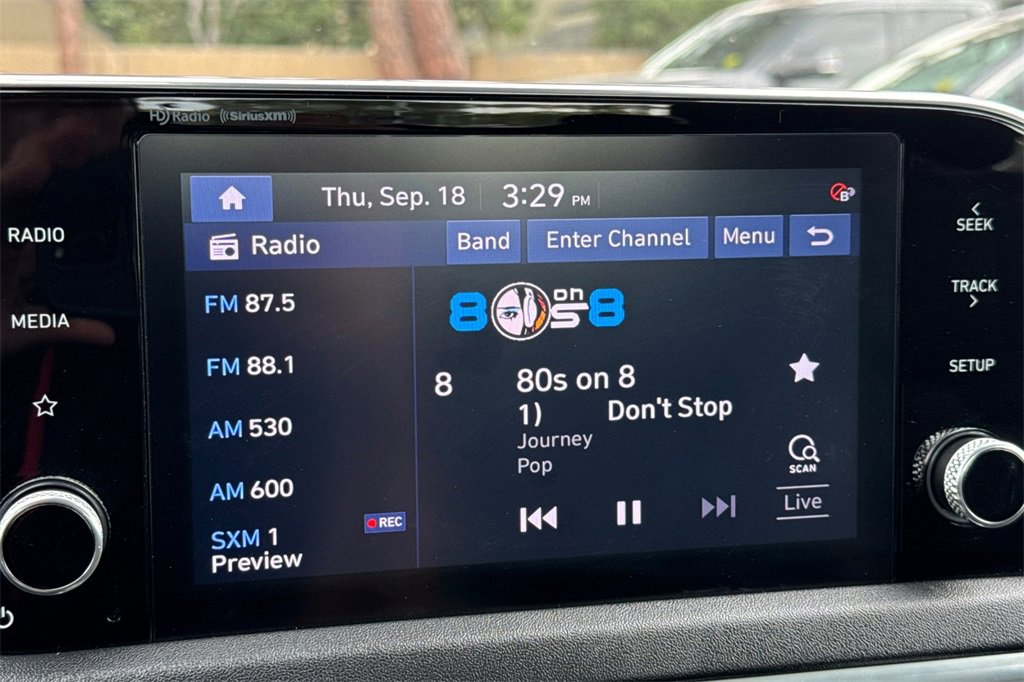 HD Radio ((SiriusXM))
Thu, Sep. 18 3:29 PM
Radio Band Enter Channel Menu
RADIO
MEDIA
FM 87.5
FM 88.1
AM 530
AM 600
SXM 1 REC
Preview
80s on 8
8 80s on 8
1) Don't Stop
Journey
Pop
SCAN
Live
SEEK
TRACK
SETUP